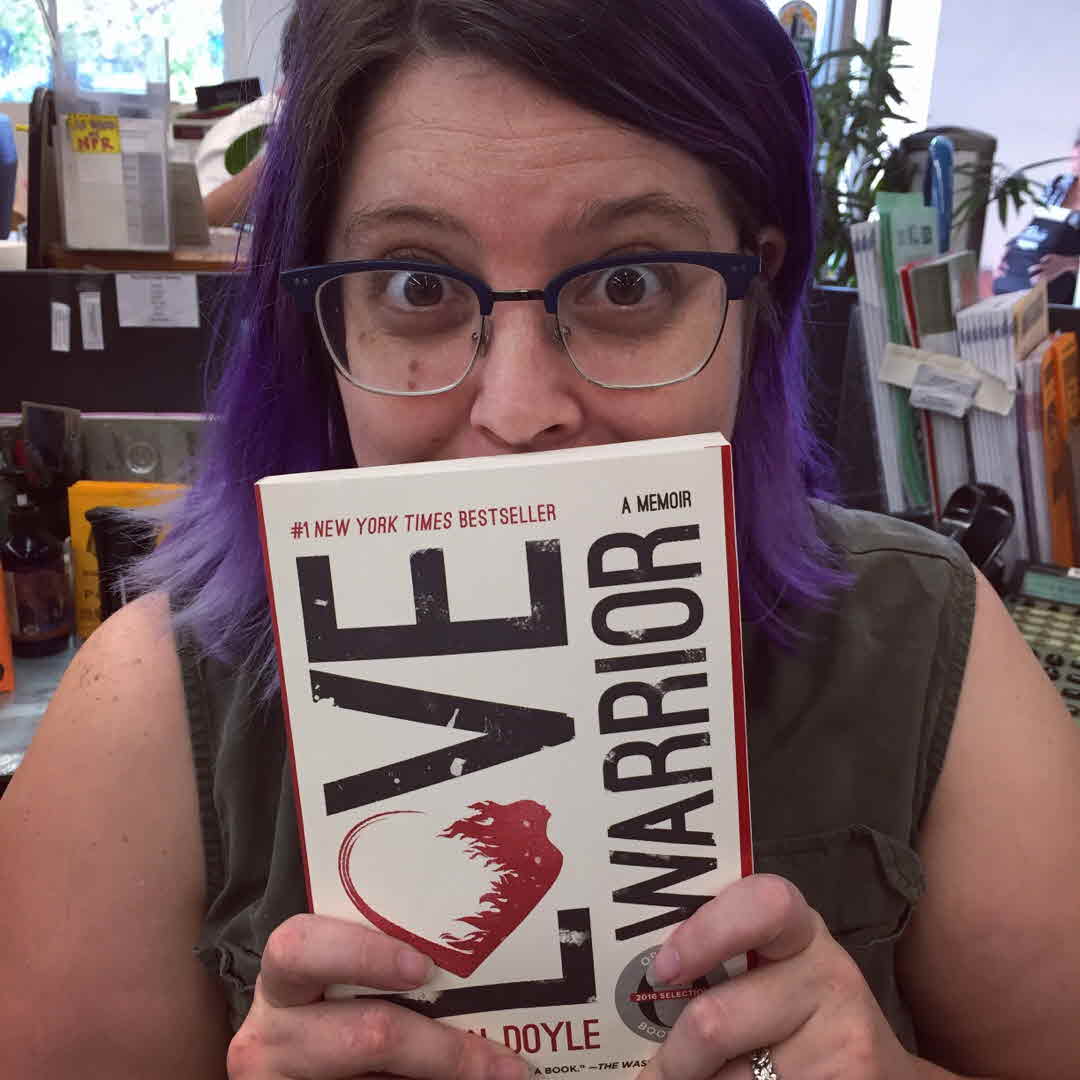 #1 NEW YORK TIMES BESTSELLER
A MEMOIR
LOVE
WARRIOR
2016 SELECTION
DOYLE
A BOOK." —THE WAS
NPR